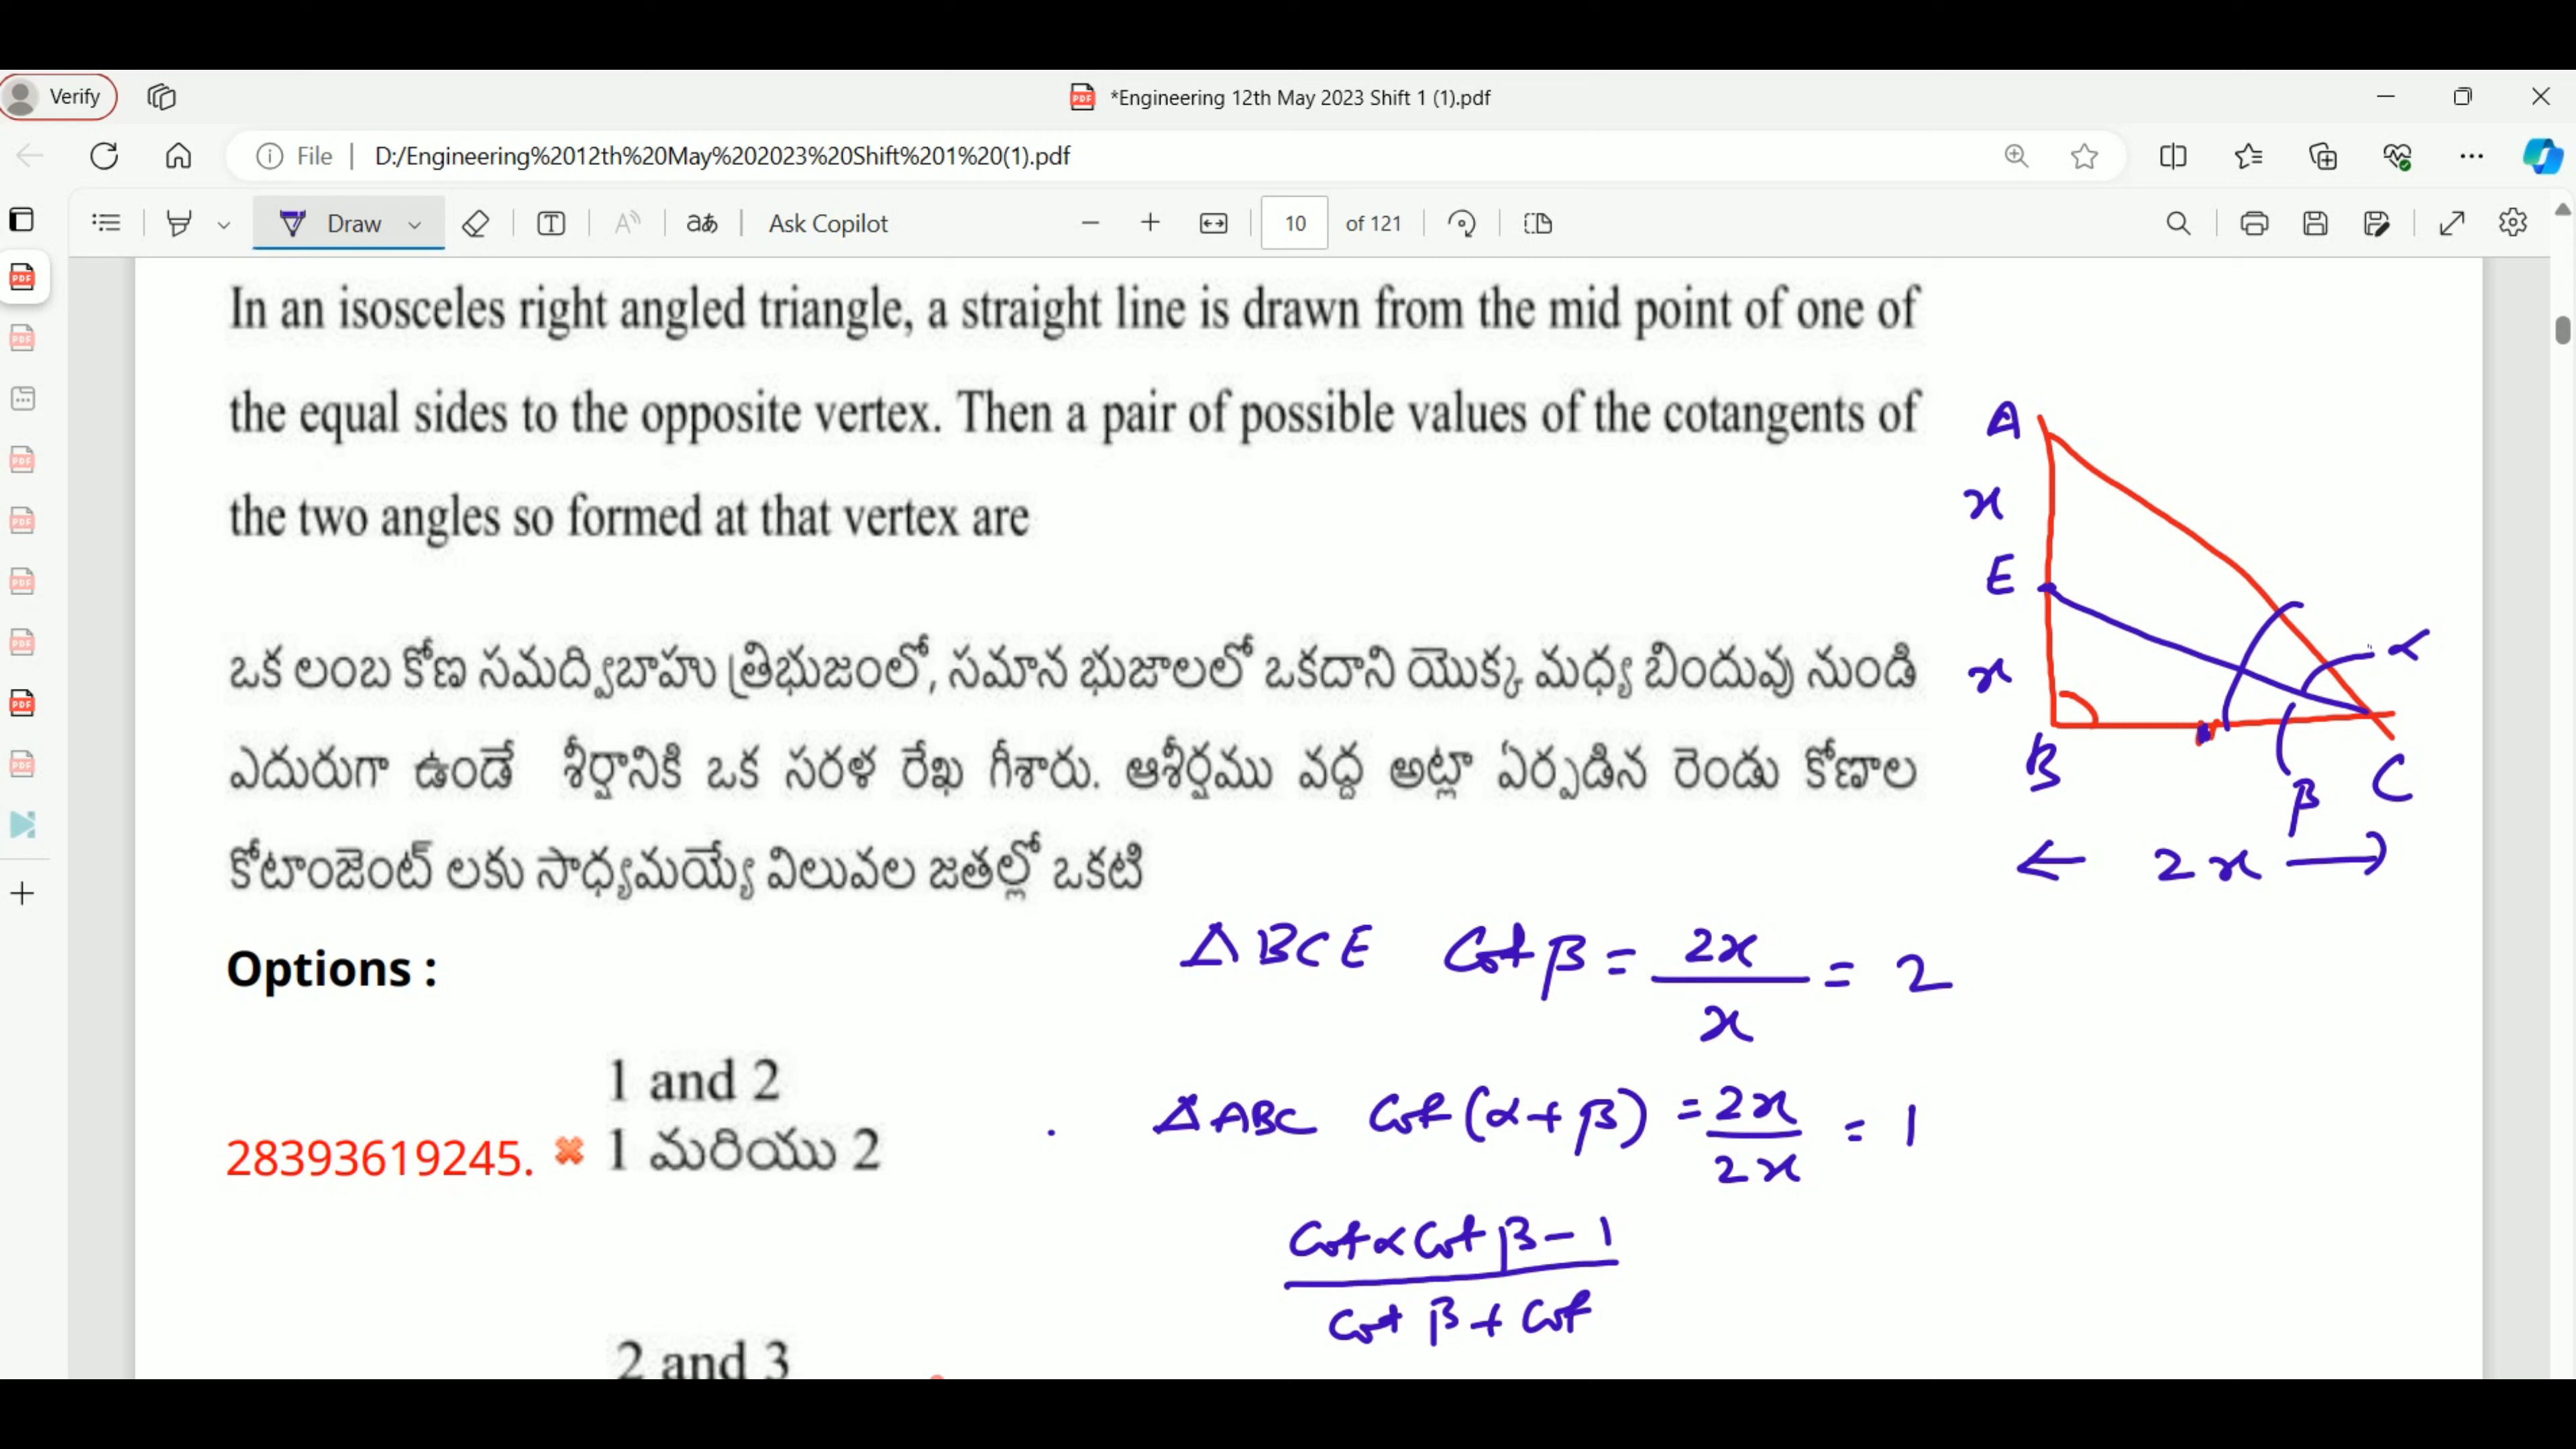 Verify
*Engineering 12th May 2023 Shift 1 (1).pdf
File | D:/Engineering%2012th%20May%202023%20Shift%201%20(1).pdf
Draw
aあ
Ask Copilot
10 of 121
In an isosceles right angled triangle, a straight line is drawn from the mid point of one of
the equal sides to the opposite vertex. Then a pair of possible values of the cotangents of
the two angles so formed at that vertex are
ఒక లంబ కోణ సమద్విబాహు త్రిభుజంలో, సమాన భుజాలలో ఒకదాని యొక్క మధ్య బిందువు నుండి
ఎదురుగా ఉండే శీర్షానికి ఒక సరళ రేఖ గీశారు. ఆశీర్షము వద్ద అట్లా ఏర్పడిన రెండు కోణాల
కోటాంజెంట్ లకు సాధ్యమయ్యే విలువల జతల్లో ఒకటి
A
x
E
x
α
B
β
C
← 2x →
Options :
Δ BCE Cot β = 2x / x = 2
1 and 2
28393619245. ✖ 1 మరియు 2
Δ ABC Cot (α + β) = 2x / 2x = 1
Cot α Cot β - 1
Cot β + Cot
2 and 3